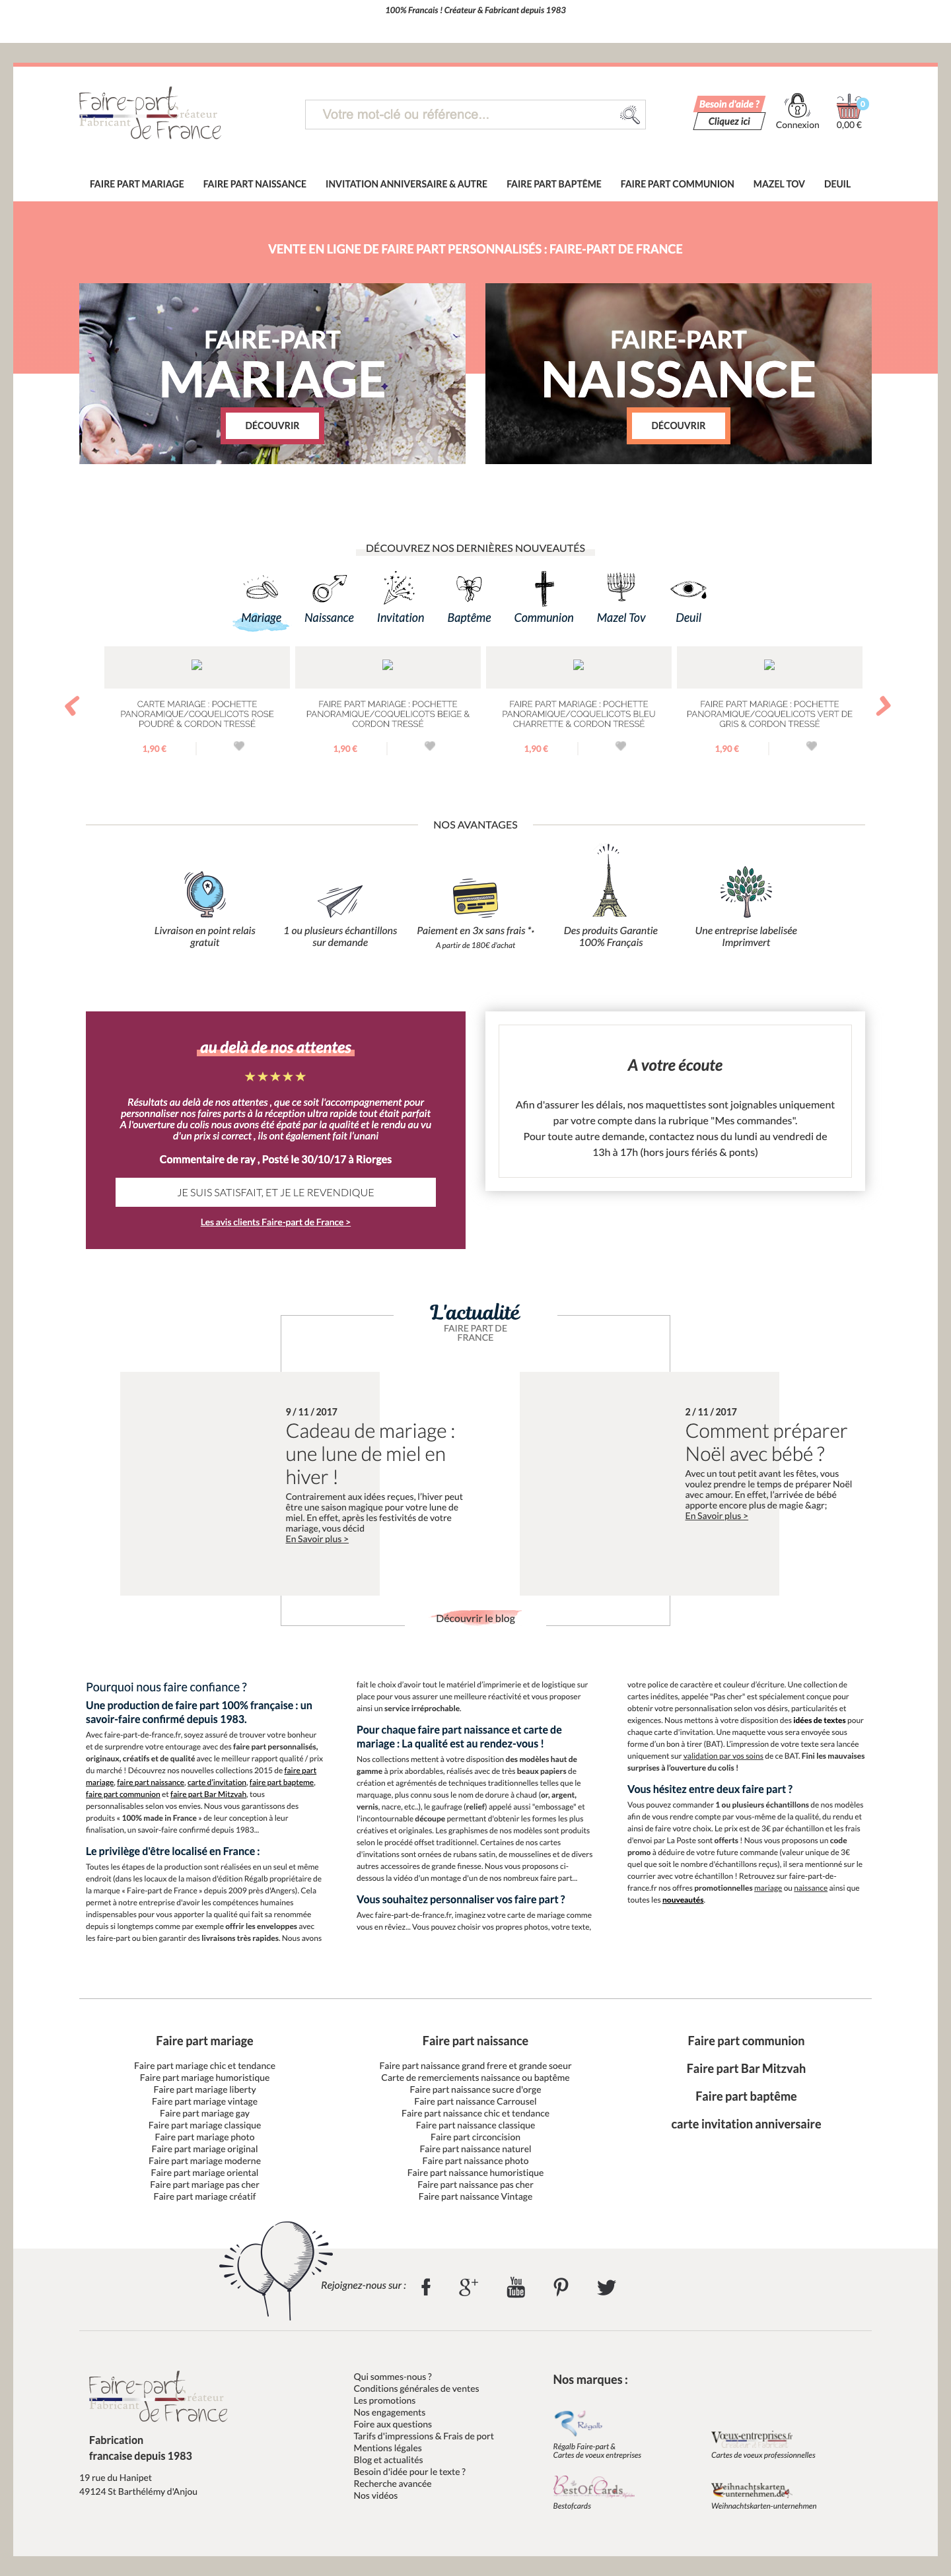 100% Francais ! Créateur & Fabricant depuis 1983
Faire-part
Fabricant Créateur
de France
Votre mot-clé ou référence...
Besoin d'aide ?
Cliquez ici
Connexion
0
0,00 €
FAIRE PART MARIAGE FAIRE PART NAISSANCE INVITATION ANNIVERSAIRE & AUTRE FAIRE PART BAPTÊME FAIRE PART COMMUNION MAZEL TOV DEUIL
VENTE EN LIGNE DE FAIRE PART PERSONNALISÉS : FAIRE-PART DE FRANCE
FAIRE-PART
MARIAGE
DÉCOUVRIR
FAIRE-PART
NAISSANCE
DÉCOUVRIR
DÉCOUVREZ NOS DERNIÈRES NOUVEAUTÉS
Mariage Naissance Invitation Baptême Communion Mazel Tov Deuil
CARTE MARIAGE : POCHETTE
PANORAMIQUE/COQUELICOTS ROSE
POUDRÉ & CORDON TRESSÉ
1,90 €
FAIRE PART MARIAGE : POCHETTE
PANORAMIQUE/COQUELICOTS BEIGE &
CORDON TRESSÉ
1,90 €
FAIRE PART MARIAGE : POCHETTE
PANORAMIQUE/COQUELICOTS BLEU
CHARRETTE & CORDON TRESSÉ
1,90 €
FAIRE PART MARIAGE : POCHETTE
PANORAMIQUE/COQUELICOTS VERT DE
GRIS & CORDON TRESSÉ
1,90 €
NOS AVANTAGES
Livraison en point relais
gratuit
1 ou plusieurs échantillons
sur demande
Paiement en 3x sans frais *.
A partir de 180€ d'achat
Des produits Garantie
100% Français
Une entreprise labelisée
Imprimvert
au delà de nos attentes
Résultats au delà de nos attentes , que ce soit l'accompagnement pour
personnaliser nos faires parts à la réception ultra rapide tout était parfait
A l'ouverture du colis nous avons été épaté par la qualité et le rendu au vu
d'un prix si correct , ils ont également fait l'unani
Commentaire de ray , Posté le 30/10/17 à Riorges
JE SUIS SATISFAIT, ET JE LE REVENDIQUE
Les avis clients Faire-part de France >
A votre écoute
Afin d'assurer les délais, nos maquettistes sont joignables uniquement
par votre compte dans la rubrique "Mes commandes".
Pour toute autre demande, contactez nous du lundi au vendredi de
13h à 17h (hors jours fériés & ponts)
L'actualité
FAIRE PART DE
FRANCE
9 / 11 / 2017
Cadeau de mariage :
une lune de miel en
hiver !
Contrairement aux idées reçues, l'hiver peut
être une saison magique pour votre lune de
miel. En effet, après les festivités de votre
mariage, vous décid
En Savoir plus >
2 / 11 / 2017
Comment préparer
Noël avec bébé ?
Avec un tout petit avant les fêtes, vous
voulez prendre le temps de préparer Noël
avec amour. En effet, l'arrivée de bébé
apporte encore plus de magie &agr;
En Savoir plus >
Découvrir le blog
Pourquoi nous faire confiance ?
Une production de faire part 100% française : un
savoir-faire confirmé depuis 1983.
Avec faire-part-de-france.fr, soyez assuré de trouver votre bonheur
et de surprendre votre entourage avec des faire part personnalisés,
originaux, créatifs et de qualité avec le meilleur rapport qualité / prix
du marché ! Découvrez nos nouvelles collections 2015 de faire part
mariage, faire part naissance, carte d'invitation, faire part bapteme,
faire part communion et faire part Bar Mitzvah, tous
personnalisables selon vos envies. Nous vous garantissons des
produits « 100% made in France » de leur conception à leur
finalisation, un savoir-faire confirmé depuis 1983...
Le privilège d'être localisé en France :
Toutes les étapes de la production sont réalisées en un seul et même
endroit (dans les locaux de la maison d'édition Régalb propriétaire de
la marque « Faire-part de France » depuis 2009 près d'Angers). Cela
permet à notre entreprise d'avoir les compétences humaines
indispensables pour vous apporter la qualité qui fait sa renommée
depuis si longtemps comme par exemple offrir les enveloppes avec
les faire-part ou bien garantir des livraisons très rapides. Nous avons
fait le choix d'avoir tout le matériel d'imprimerie et de logistique sur
place pour vous assurer une meilleure réactivité et vous proposer
ainsi un service irréprochable.
Pour chaque faire part naissance et carte de
mariage : La qualité est au rendez-vous !
Nos collections mettent à votre disposition des modèles haut de
gamme à prix abordables, réalisés avec de très beaux papiers de
création et agrémentés de techniques traditionnelles telles que le
marquage, plus connu sous le nom de dorure à chaud (or, argent,
vernis, nacre, etc..), le gaufrage (relief) appelé aussi "embossage" et
l'incontournable découpe permettant d'obtenir les formes les plus
créatives et originales. Les graphismes de nos modèles sont produits
selon le procédé offset traditionnel. Certaines de nos cartes
d'invitations sont ornées de rubans satin, de mousselines et de divers
autres accessoires de grande finesse. Nous vous proposons ci-
dessous la vidéo d'un montage d'un de nos nombreux faire part...
Vous souhaitez personnaliser vos faire part ?
Avec faire-part-de-france.fr, imaginez votre carte de mariage comme
vous en rêviez... Vous pouvez choisir vos propres photos, votre texte,
votre police de caractère et couleur d'écriture. Une collection de
cartes inédites, appelée "Pas cher" est spécialement conçue pour
obtenir votre personnalisation selon vos désirs, particularités et
exigences. Nous mettons à votre disposition des idées de textes pour
chaque carte d'invitation. Une maquette vous sera envoyée sous
forme d'un bon à tirer (BAT). L'impression de votre texte sera lancée
uniquement sur validation par vos soins de ce BAT. Fini les mauvaises
surprises à l'ouverture du colis !
Vous hésitez entre deux faire part ?
Vous pouvez commander 1 ou plusieurs échantillons de nos modèles
afin de vous rendre compte par vous-même de la qualité, du rendu et
ainsi de faire votre choix. Le prix est de 3€ par échantillon et les frais
d'envoi par La Poste sont offerts ! Nous vous proposons un code
promo à déduire de votre future commande (valeur unique de 3€
quel que soit le nombre d'échantillons reçus), il sera mentionné sur le
courrier avec votre échantillon ! Retrouvez sur faire-part-de-
france.fr nos offres promotionnelles mariage ou naissance ainsi que
toutes les nouveautés.
Faire part mariage
Faire part mariage chic et tendance
Faire part mariage humoristique
Faire part mariage liberty
Faire part mariage vintage
Faire part mariage gay
Faire part mariage classique
Faire part mariage photo
Faire part mariage original
Faire part mariage moderne
Faire part mariage oriental
Faire part mariage pas cher
Faire part mariage créatif
Faire part naissance
Faire part naissance grand frere et grande soeur
Carte de remerciements naissance ou baptême
Faire part naissance sucre d'orge
Faire part naissance Carrousel
Faire part naissance chic et tendance
Faire part naissance classique
Faire part circoncision
Faire part naissance naturel
Faire part naissance photo
Faire part naissance humoristique
Faire part naissance pas cher
Faire part naissance Vintage
Faire part communion
Faire part Bar Mitzvah
Faire part baptême
carte invitation anniversaire
Rejoignez-nous sur :
You
Tube
Faire-part
Fabricant Créateur
de France
Fabrication
francaise depuis 1983
19 rue du Hanipet
49124 St Barthélémy d'Anjou
Qui sommes-nous ?
Conditions générales de ventes
Les promotions
Nos engagements
Foire aux questions
Tarifs d'impressions & Frais de port
Mentions légales
Blog et actualités
Besoin d'idée pour le texte ?
Recherche avancée
Nos vidéos
Nos marques :
Régalb
Régalb Faire-part &
Cartes de voeux entreprises
Vœux-entreprises.fr
Cartes de voeux professionnelles
BestOfCards
Bestofcards
Weihnachtskarten
-unternehmen.de
Weihnachtskarten-unternehmen